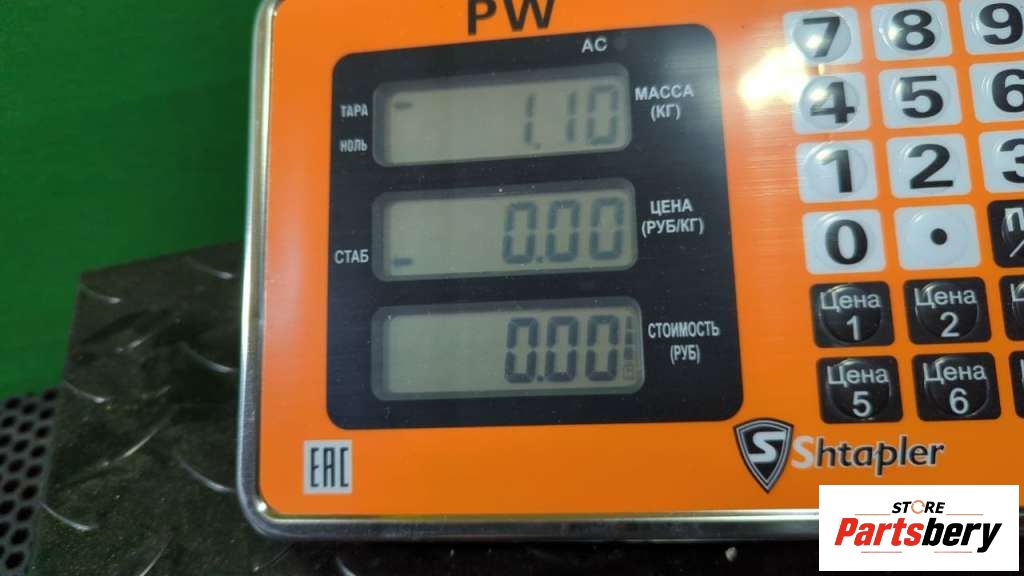 PW
AC
ТАРА
НОЛЬ
1.10
МАССА
(КГ)
СТАБ
0.00
ЦЕНА
(РУБ/КГ)
0.00
СТОИМОСТЬ
(РУБ)
7 8 9
4 5 6
1 2 3
0 •
Цена 1
Цена 2
Цена 5
Цена 6
EAC
S Shtapler
STORE
Partsbery